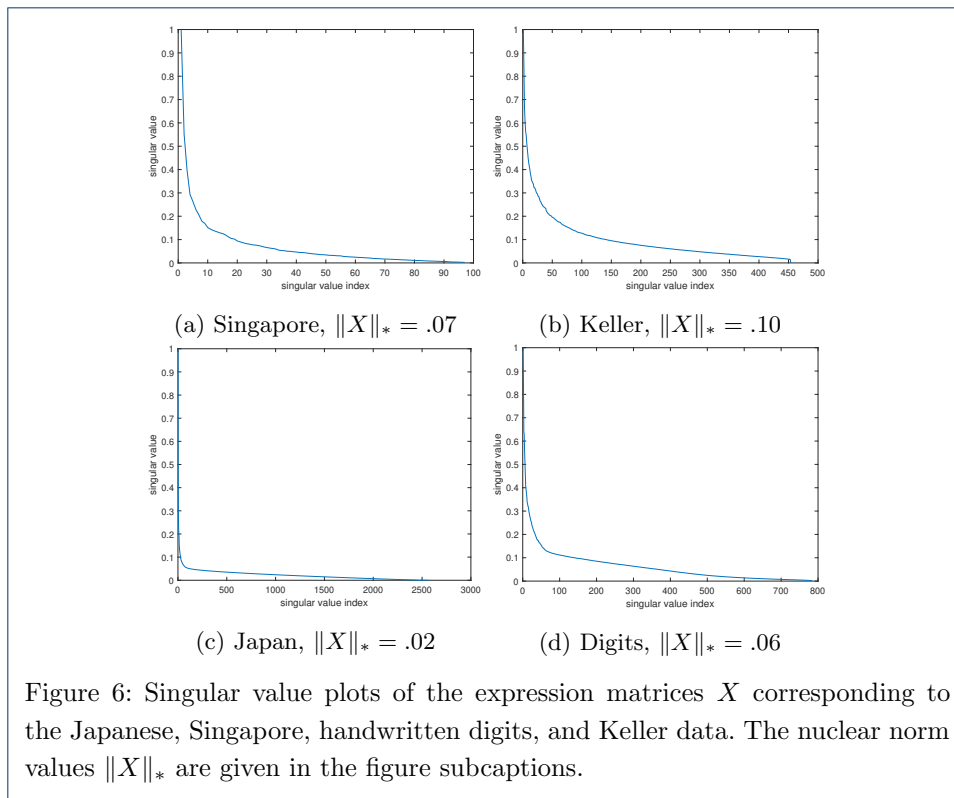 1
0.9
0.8
0.7
0.6
0.5
0.4
0.3
0.2
0.1
0
singular value
0 10 20 30 40 50 60 70 80 90 100
singular value index
(a) Singapore, ‖X‖∗ = .07
1
0.9
0.8
0.7
0.6
0.5
0.4
0.3
0.2
0.1
0
singular value
0 50 100 150 200 250 300 350 400 450 500
singular value index
(b) Keller, ‖X‖∗ = .10
1
0.9
0.8
0.7
0.6
0.5
0.4
0.3
0.2
0.1
0
singular value
0 500 1000 1500 2000 2500 3000
singular value index
(c) Japan, ‖X‖∗ = .02
1
0.9
0.8
0.7
0.6
0.5
0.4
0.3
0.2
0.1
0
singular value
0 100 200 300 400 500 600 700 800
singular value index
(d) Digits, ‖X‖∗ = .06
Figure 6: Singular value plots of the expression matrices X corresponding to
the Japanese, Singapore, handwritten digits, and Keller data. The nuclear norm
values ‖X‖∗ are given in the figure subcaptions.